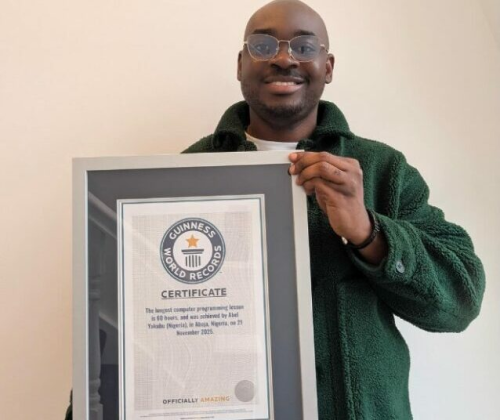 GUINNESS
WORLD RECORDS
CERTIFICATE
The longest computer programming lesson
is 60 hours, and was achieved by Abel
Yakubu (Nigeria), in Abuja, Nigeria, on 21
November 2025.
OFFICIALLY AMAZING